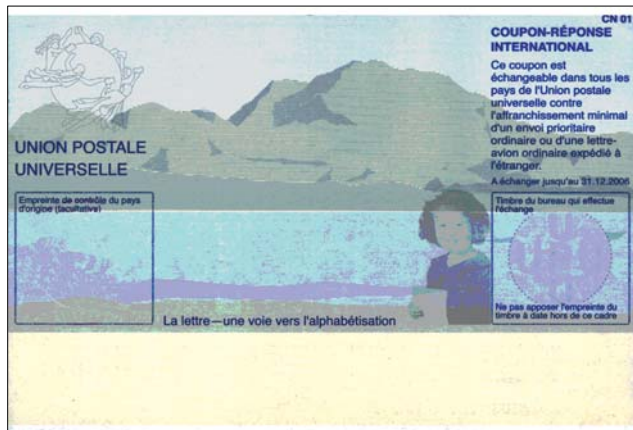 CN 01
COUPON-RÉPONSE
INTERNATIONAL
Ce coupon est
échangeable dans tous les
pays de l'Union postale
universelle contre
l'affranchissement minimal
d'un envoi prioritaire
ordinaire ou d'une lettre-
avion ordinaire expédié à
l'étranger.
A échanger jusqu'au 31.12.2006
UNION POSTALE
UNIVERSELLE
Empreinte de contrôle du pays
d'origine (facultative)
Timbre du bureau qui effectue
l'échange
Ne pas apposer l'empreinte du
timbre à date hors de ce cadre
La lettre—une voie vers l'alphabétisation